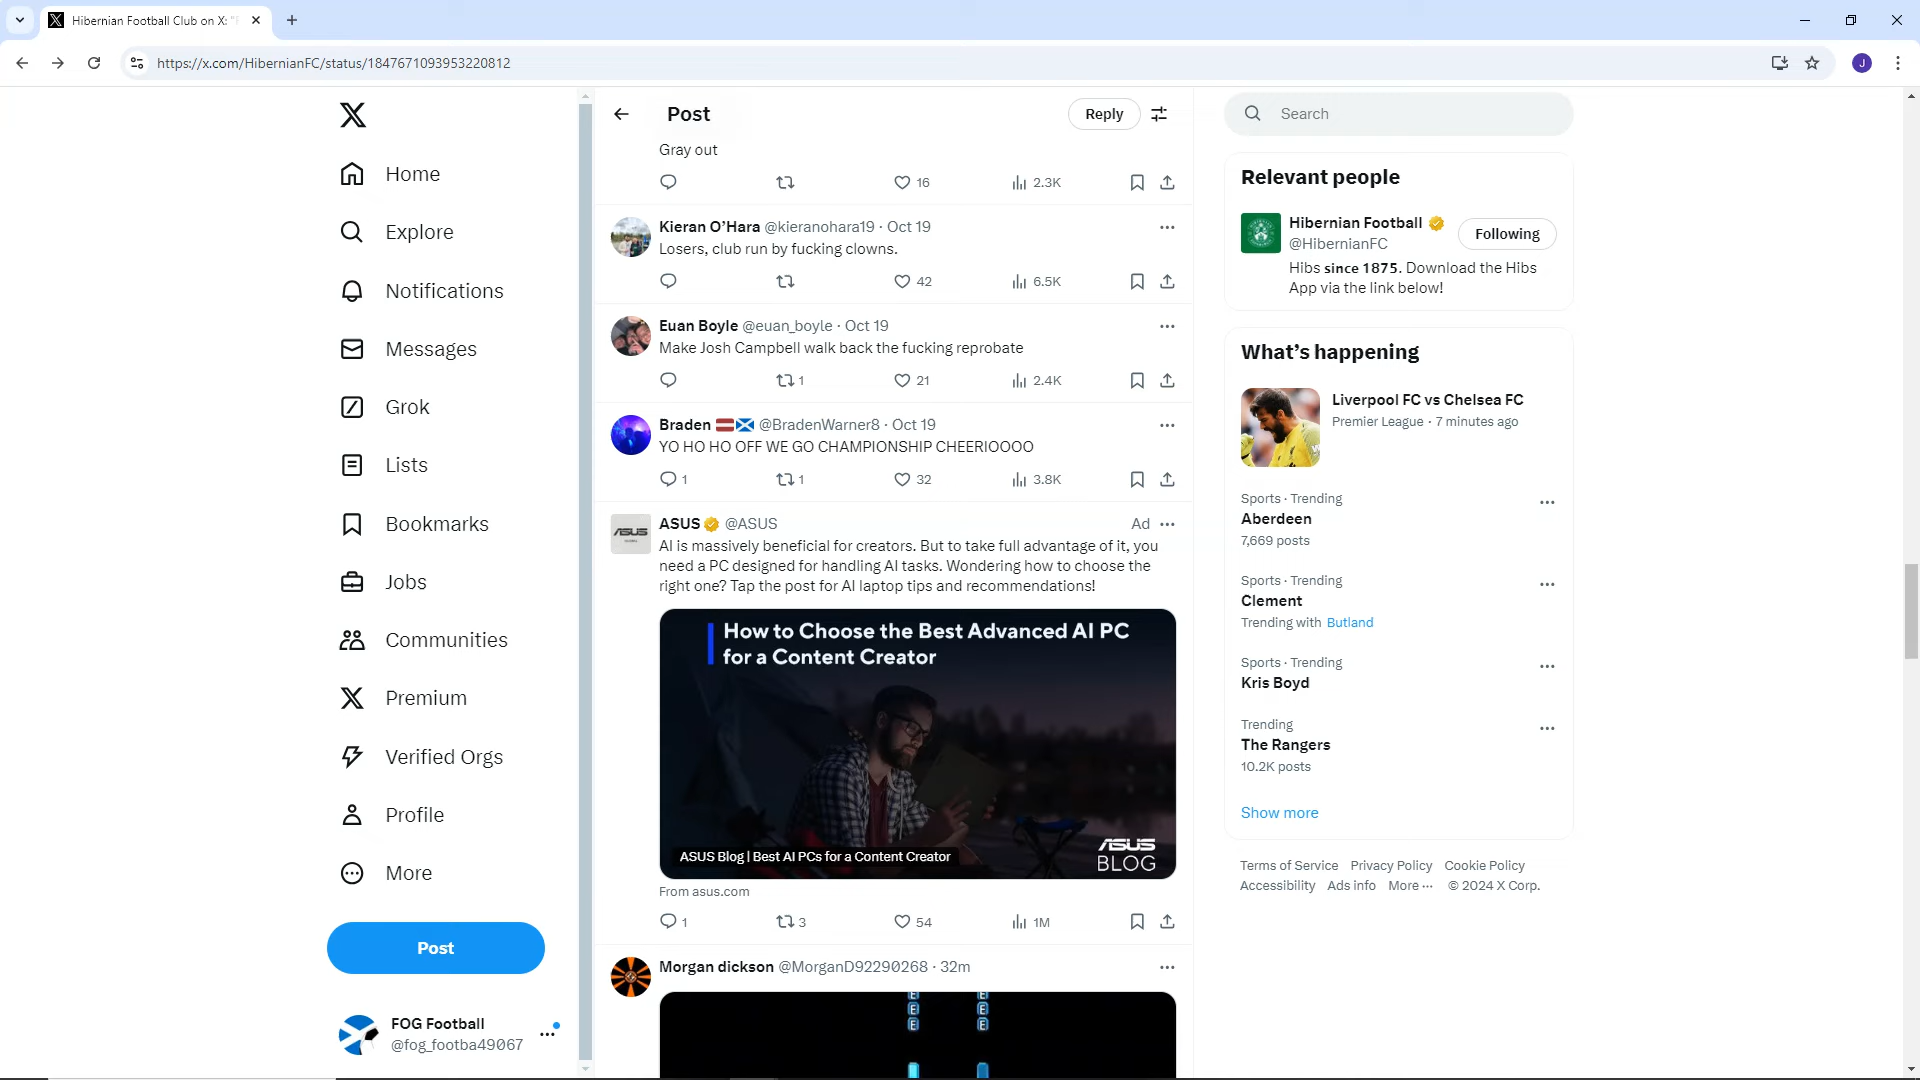 Hibernian Football Club on X: "F
https://x.com/HibernianFC/status/1847671093953220812
J
Home
Explore
Notifications
Messages
Grok
Lists
Bookmarks
Jobs
Communities
Premium
Verified Orgs
Profile
More
Post
FOG Football
@fog_footba49067
Post
Reply
Gray out
16
2.3K
Kieran O’Hara @kieranohara19 · Oct 19
Losers, club run by fucking clowns.
42
6.5K
Euan Boyle @euan_boyle · Oct 19
Make Josh Campbell walk back the fucking reprobate
1
21
2.4K
Braden @BradenWarner8 · Oct 19
YO HO HO OFF WE GO CHAMPIONSHIP CHEERIOOOO
1
1
32
3.8K
ASUS @ASUS
Ad
AI is massively beneficial for creators. But to take full advantage of it, you
need a PC designed for handling AI tasks. Wondering how to choose the
right one? Tap the post for AI laptop tips and recommendations!
How to Choose the Best Advanced AI PC
for a Content Creator
ASUS Blog | Best AI PCs for a Content Creator
ASUS
BLOG
From asus.com
1
3
54
1M
Morgan dickson @MorganD92290268 · 32m
E E
E E
E E
Search
Relevant people
Hibernian Football
@HibernianFC
Following
Hibs since 1875. Download the Hibs
App via the link below!
What’s happening
Liverpool FC vs Chelsea FC
Premier League · 7 minutes ago
Sports · Trending
Aberdeen
7,669 posts
Sports · Trending
Clement
Trending with Butland
Sports · Trending
Kris Boyd
Trending
The Rangers
10.2K posts
Show more
Terms of Service Privacy Policy Cookie Policy
Accessibility Ads info More ··· © 2024 X Corp.